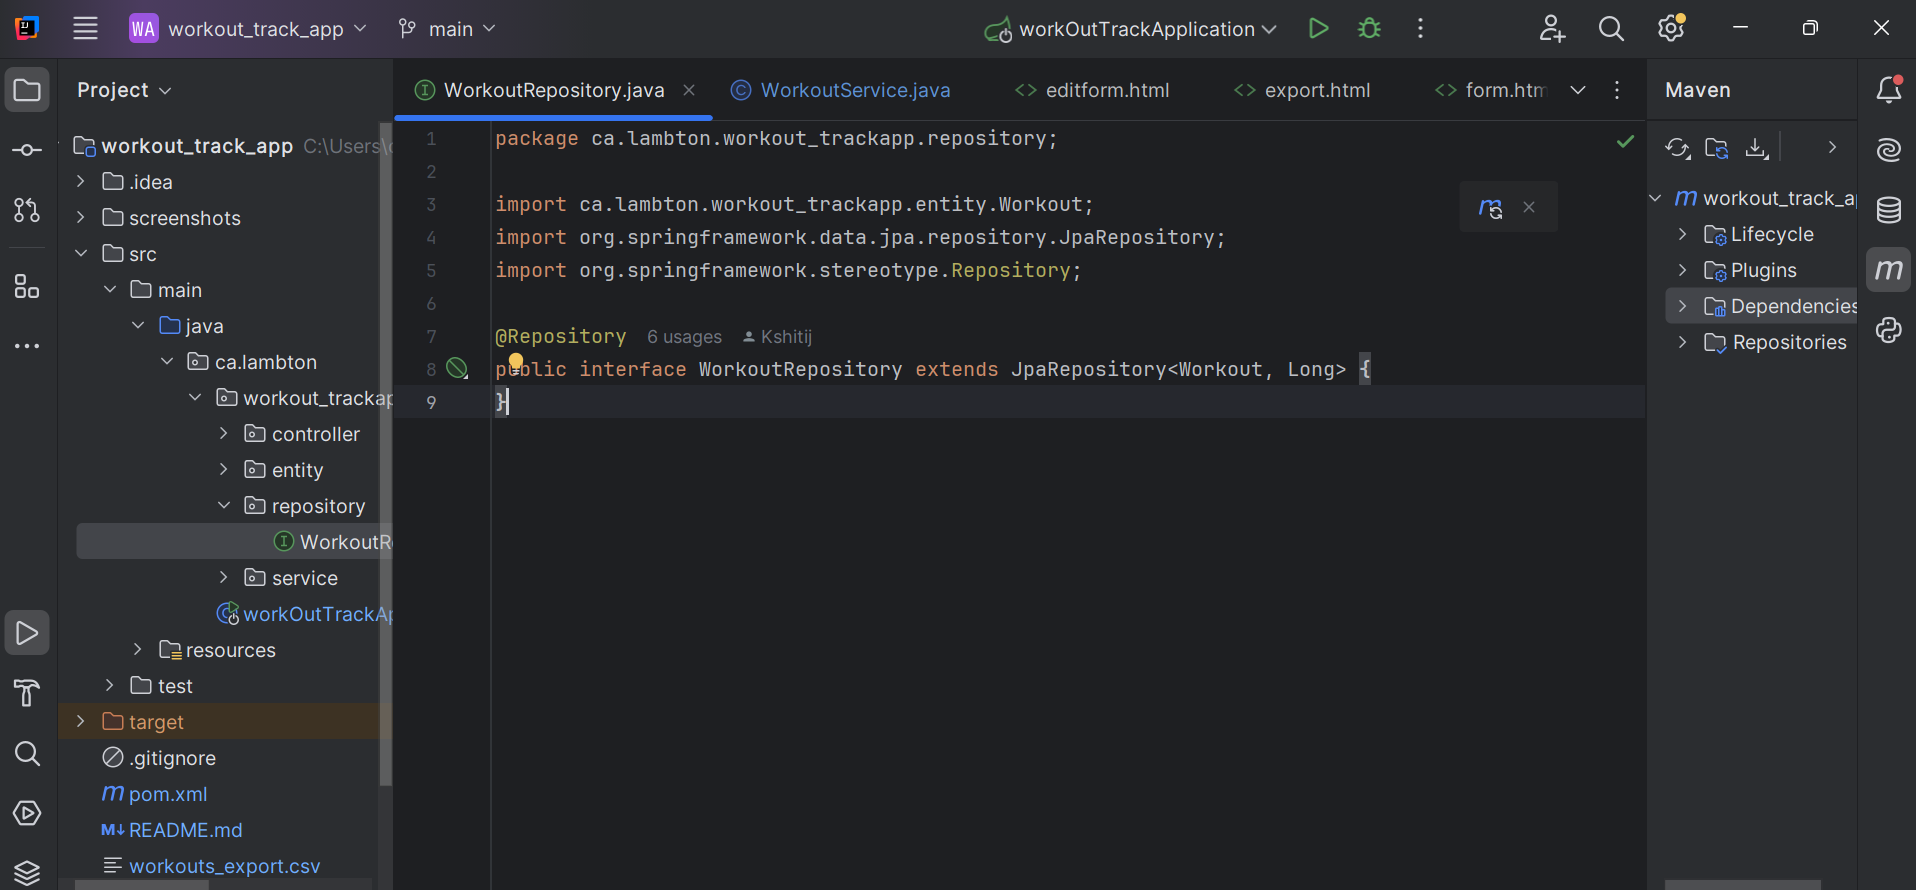 WA workout_track_app main workOutTrackApplication
Project
WorkoutRepository.java WorkoutService.java editform.html export.html form.htm
Maven
workout_track_app C:\Users\
.idea
screenshots
src
main
java
ca.lambton
workout_trackap
controller
entity
repository
WorkoutR
service
workOutTrackAp
resources
test
target
.gitignore
pom.xml
README.md
workouts_export.csv
1 package ca.lambton.workout_trackapp.repository;
2
3 import ca.lambton.workout_trackapp.entity.Workout;
4 import org.springframework.data.jpa.repository.JpaRepository;
5 import org.springframework.stereotype.Repository;
6
7 @Repository 6 usages Kshitij
8 public interface WorkoutRepository extends JpaRepository<Workout, Long> {
9 }
workout_track_a
Lifecycle
Plugins
Dependencies
Repositories